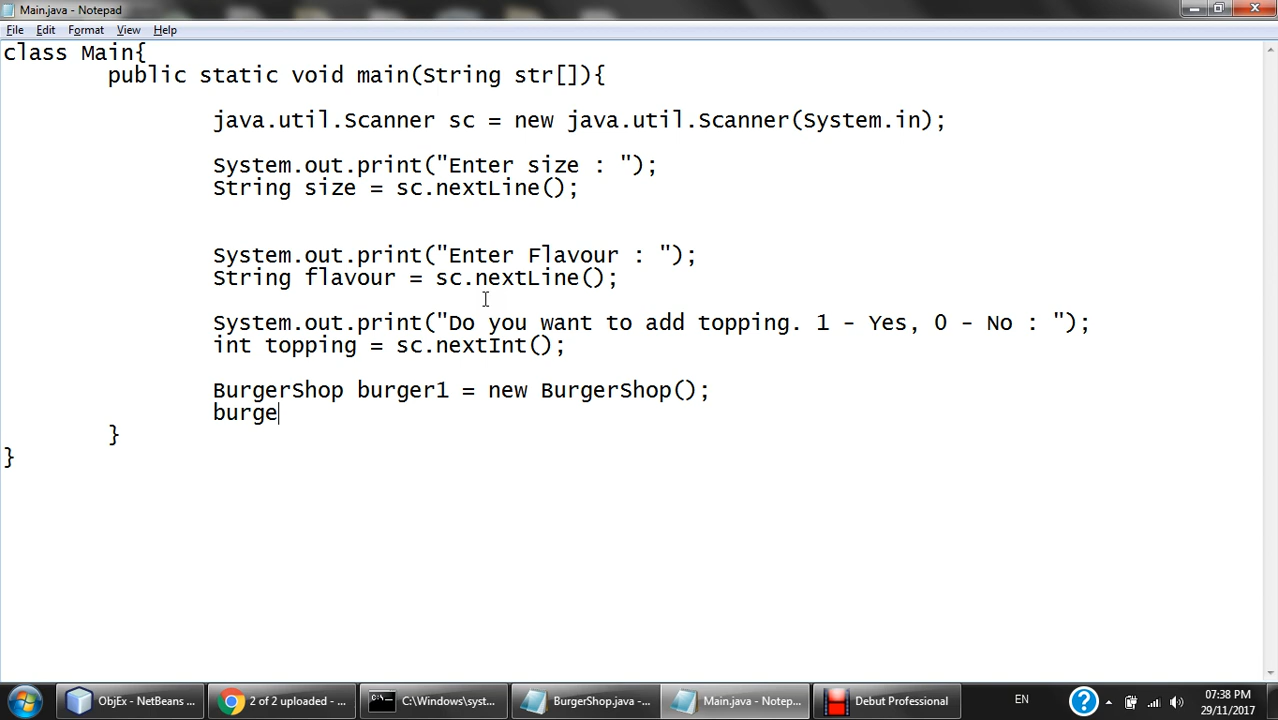 Main.java - Notepad
File Edit Format View Help
class Main{
public static void main(String str[]){
java.util.Scanner sc = new java.util.Scanner(System.in);
System.out.print("Enter size : ");
String size = sc.nextLine();
System.out.print("Enter Flavour : ");
String flavour = sc.nextLine();
System.out.print("Do you want to add topping. 1 - Yes, 0 - No : ");
int topping = sc.nextInt();
BurgerShop burger1 = new BurgerShop();
burge
}
}
ObjEx - NetBeans ... 2 of 2 uploaded - ... C:\Windows\syst... BurgerShop.java -... Main.java - Notep... Debut Professional EN 07:38 PM
29/11/2017